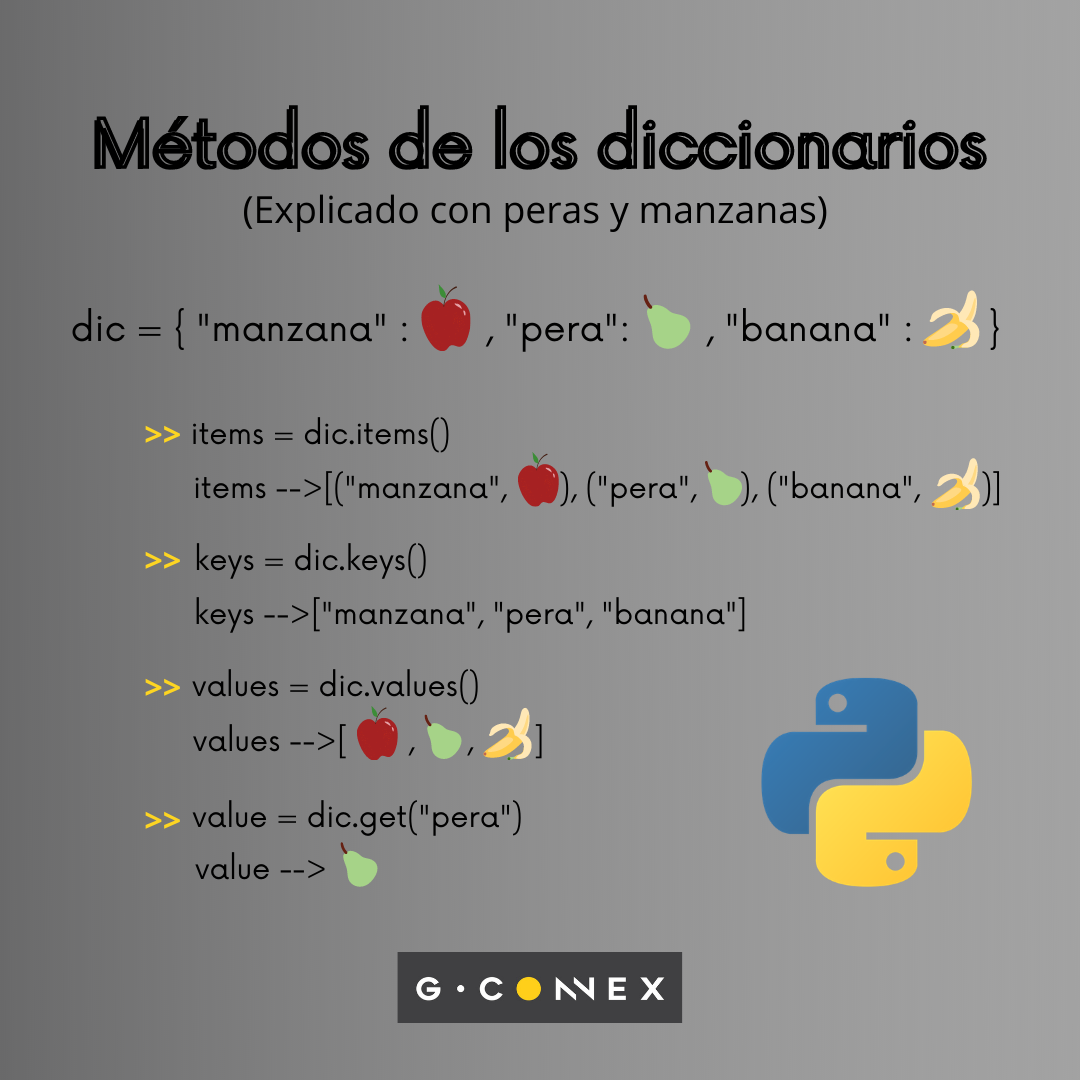 Métodos de los diccionarios
(Explicado con peras y manzanas)
dic = { "manzana" : 🍎 , "pera": 🍐 , "banana" : 🍌 }
>> items = dic.items()
items -->[("manzana", 🍎), ("pera", 🍐), ("banana", 🍌)]
>> keys = dic.keys()
keys -->["manzana", "pera", "banana"]
>> values = dic.values()
values -->[ 🍎 , 🍐 , 🍌 ]
>> value = dic.get("pera")
value --> 🍐
G·CONNEX